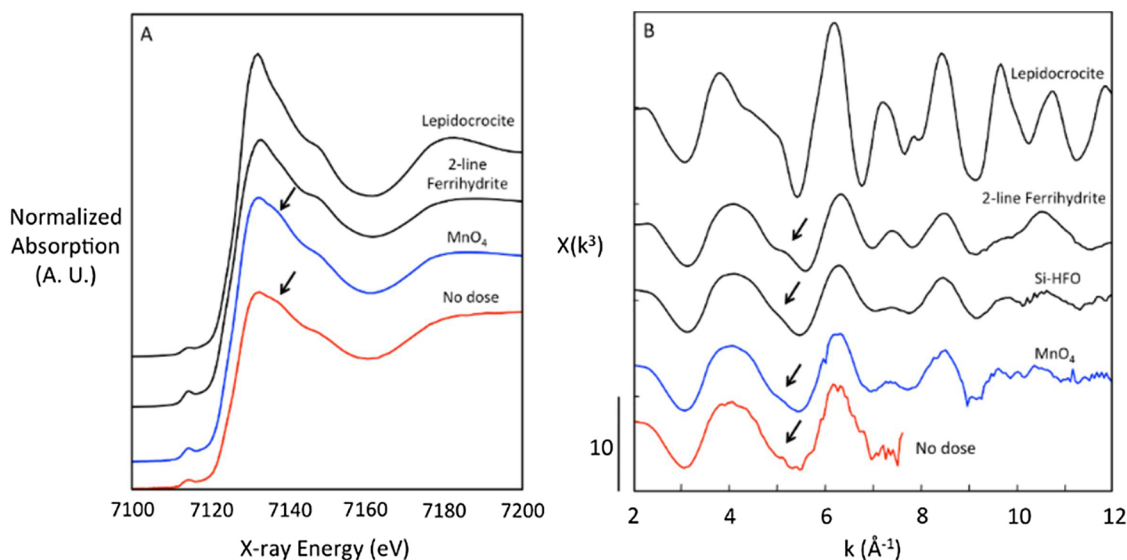 A
Lepidocrocite
2-line
Ferrihydrite
MnO₄
No dose
Normalized
Absorption
(A. U.)
7100 7120 7140 7160 7180 7200
X-ray Energy (eV)
B
Lepidocrocite
2-line Ferrihydrite
Si-HFO
MnO₄
No dose
X(k³)
10
2 4 6 8 10 12
k (Å⁻¹)